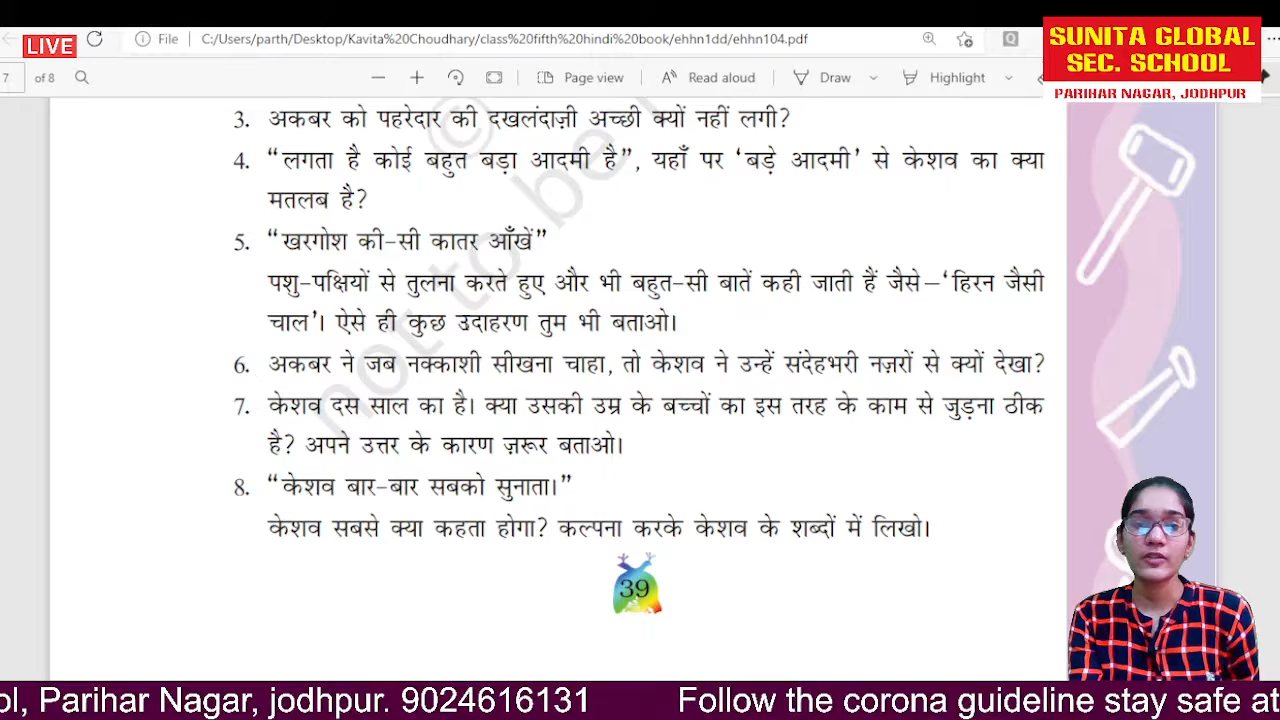 LIVE
File C:/Users/parth/Desktop/Kavita%20Choudhary/class%20fifth%20hindi%20book/ehhn1dd/ehhn104.pdf
SUNITA GLOBAL
SEC. SCHOOL
PARIHAR NAGAR, JODHPUR
7 of 8 Page view Read aloud Draw Highlight
3. अकबर को पहरेदार की दखलंदाज़ी अच्छी क्यों नहीं लगी?
4. “लगता है कोई बहुत बड़ा आदमी है”, यहाँ पर ‘बड़े आदमी’ से केशव का क्या
मतलब है?
5. “खरगोश की-सी कातर आँखें”
पशु-पक्षियों से तुलना करते हुए और भी बहुत-सी बातें कही जाती हैं जैसे–‘हिरन जैसी
चाल’। ऐसे ही कुछ उदाहरण तुम भी बताओ।
6. अकबर ने जब नक्काशी सीखना चाहा, तो केशव ने उन्हें संदेहभरी नज़रों से क्यों देखा?
7. केशव दस साल का है। क्या उसकी उम्र के बच्चों का इस तरह के काम से जुड़ना ठीक
है? अपने उत्तर के कारण ज़रूर बताओ।
8. “केशव बार-बार सबको सुनाता।”
केशव सबसे क्या कहता होगा? कल्पना करके केशव के शब्दों में लिखो।
39
not to be
©
ol, Parihar Nagar, jodhpur. 9024616131 Follow the corona guideline stay safe at